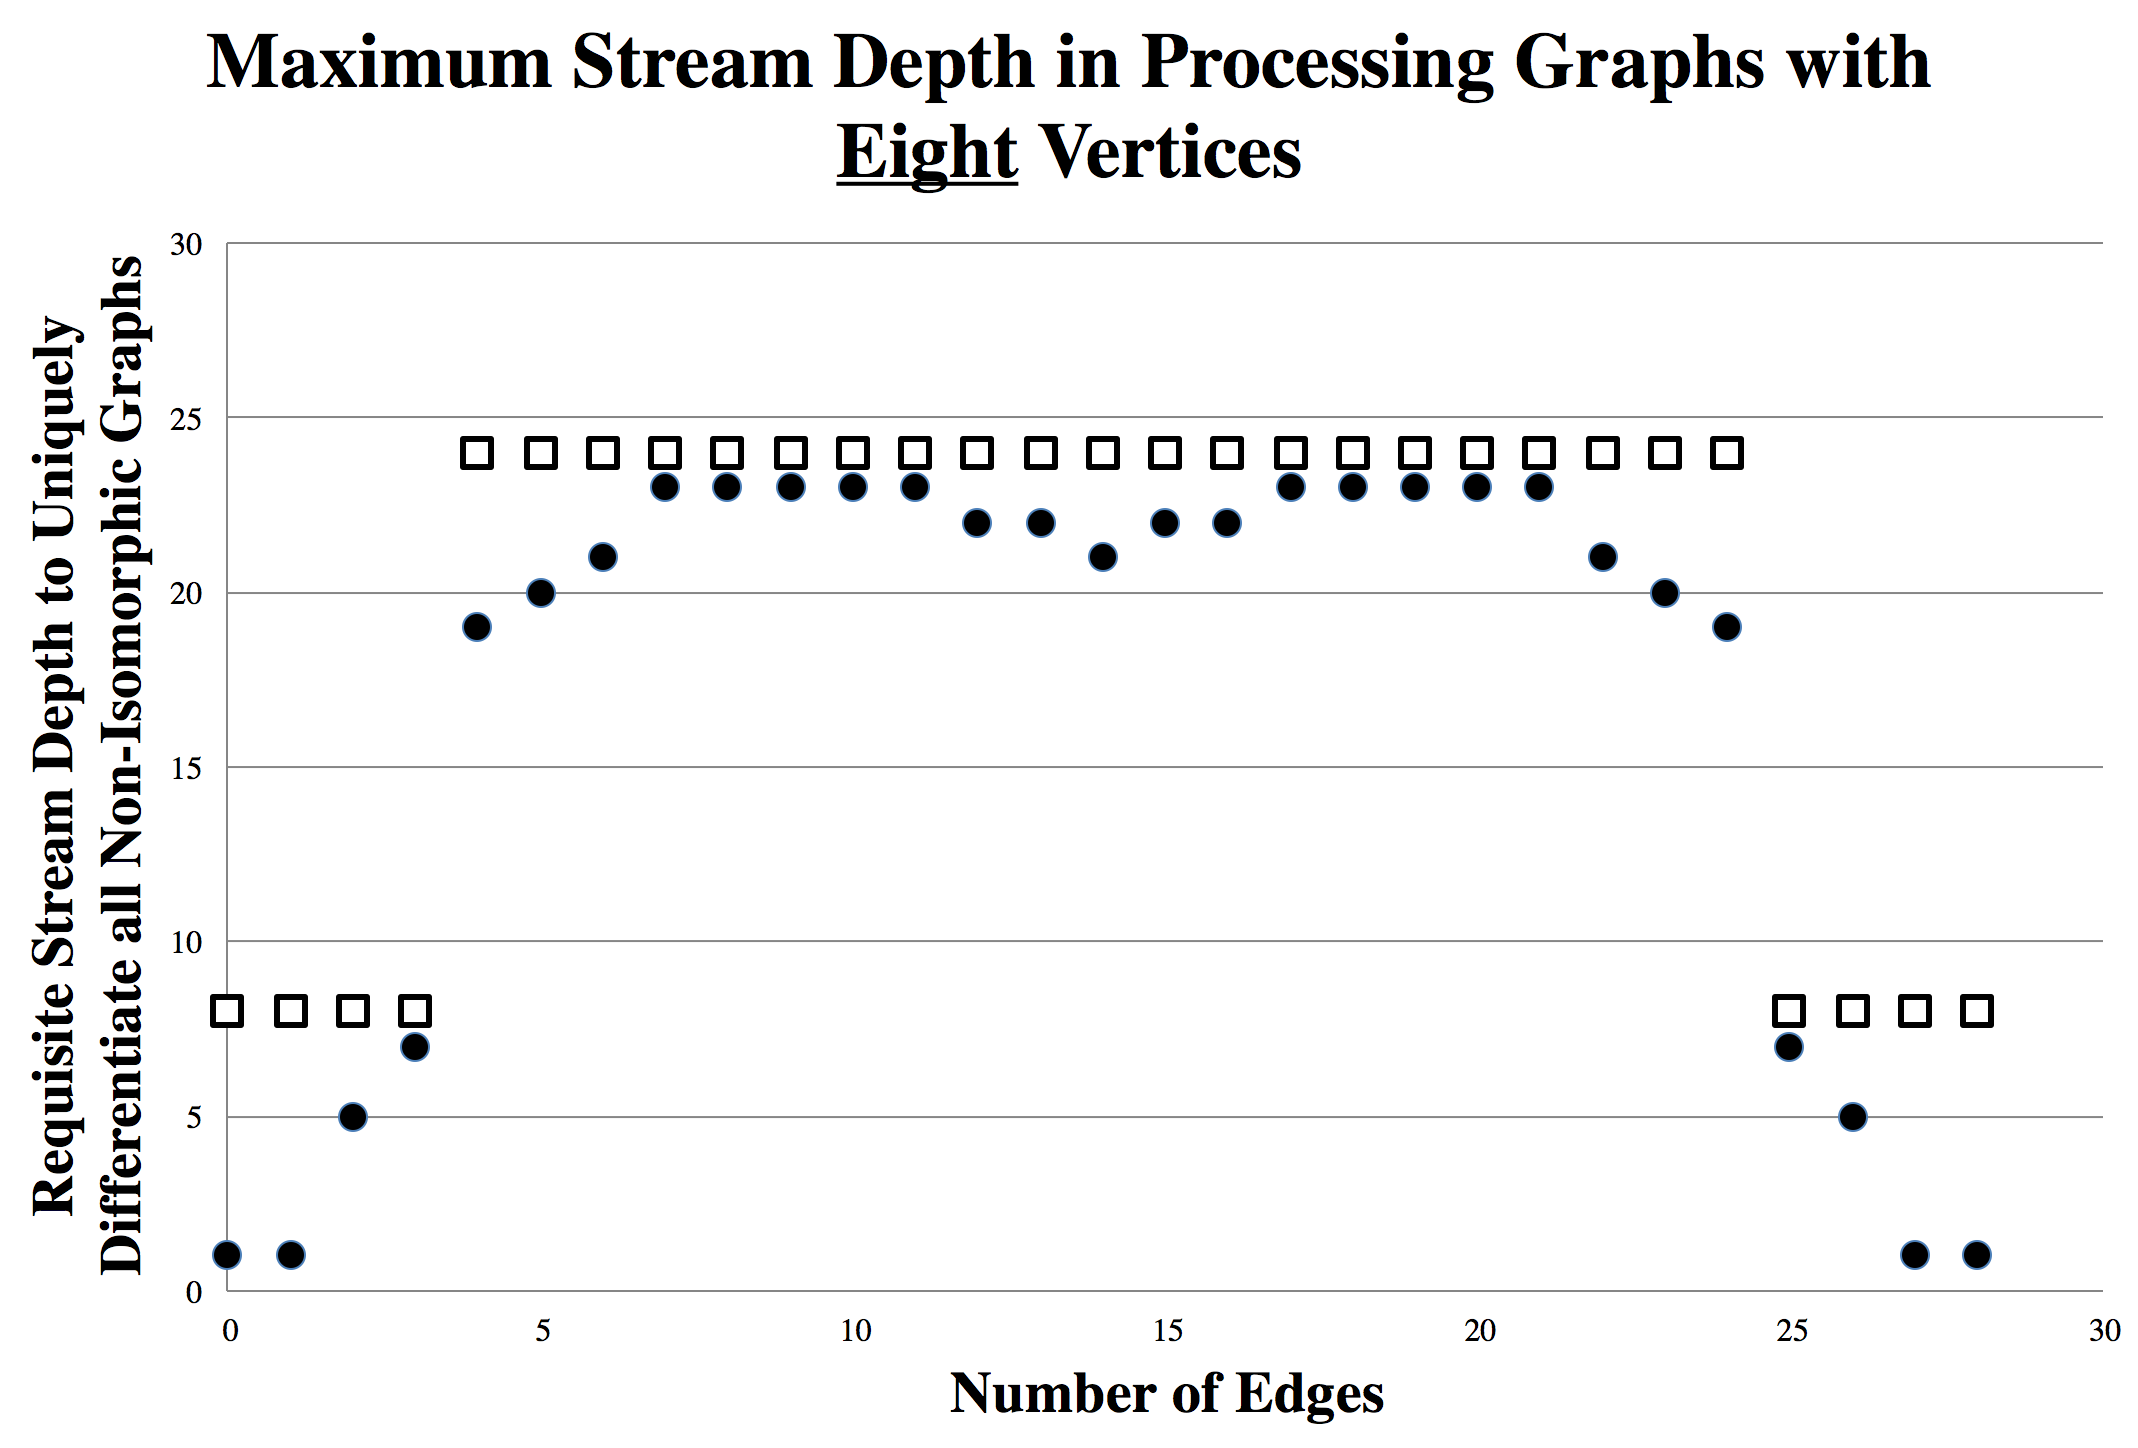 Maximum Stream Depth in Processing Graphs with
Eight Vertices
Requisite Stream Depth to Uniquely
Differentiate all Non-Isomorphic Graphs
30
25
20
15
10
5
0
0 5 10 15 20 25 30
Number of Edges